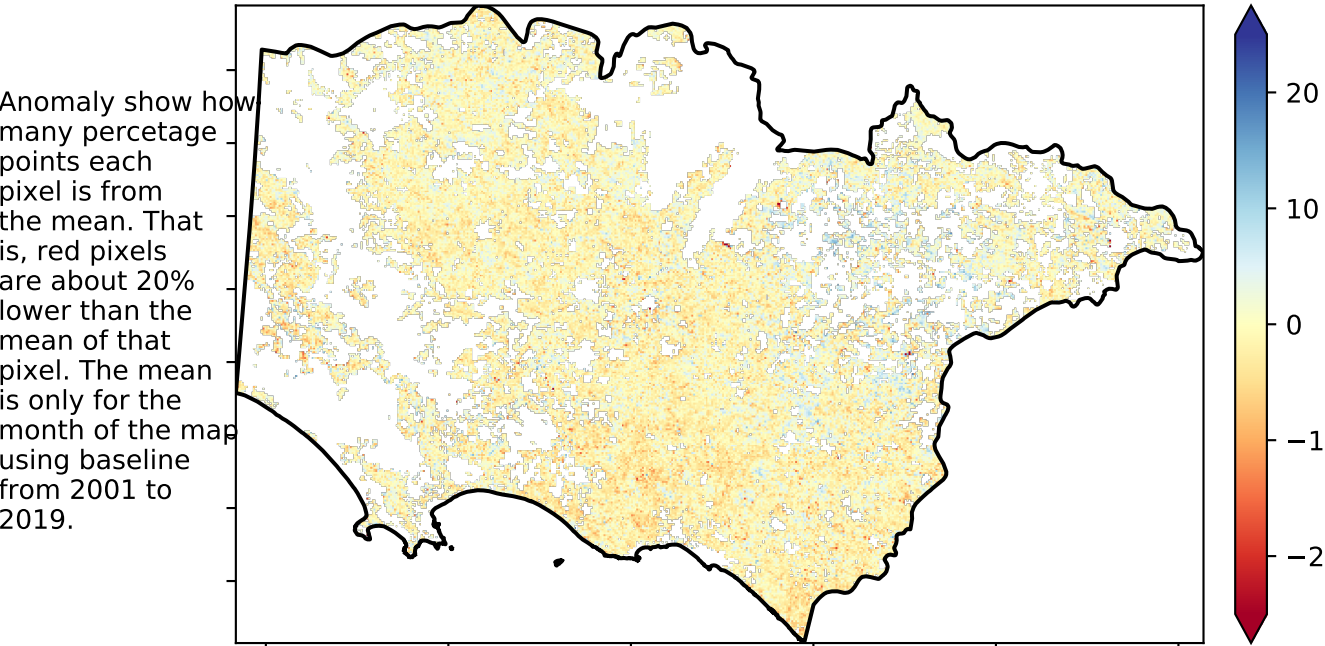 Anomaly show how
many percetage
points each
pixel is from
the mean. That
is, red pixels
are about 20%
lower than the
mean of that
pixel. The mean
is only for the
month of the map
using baseline
from 2001 to
2019.
20
10
0
−1
−2